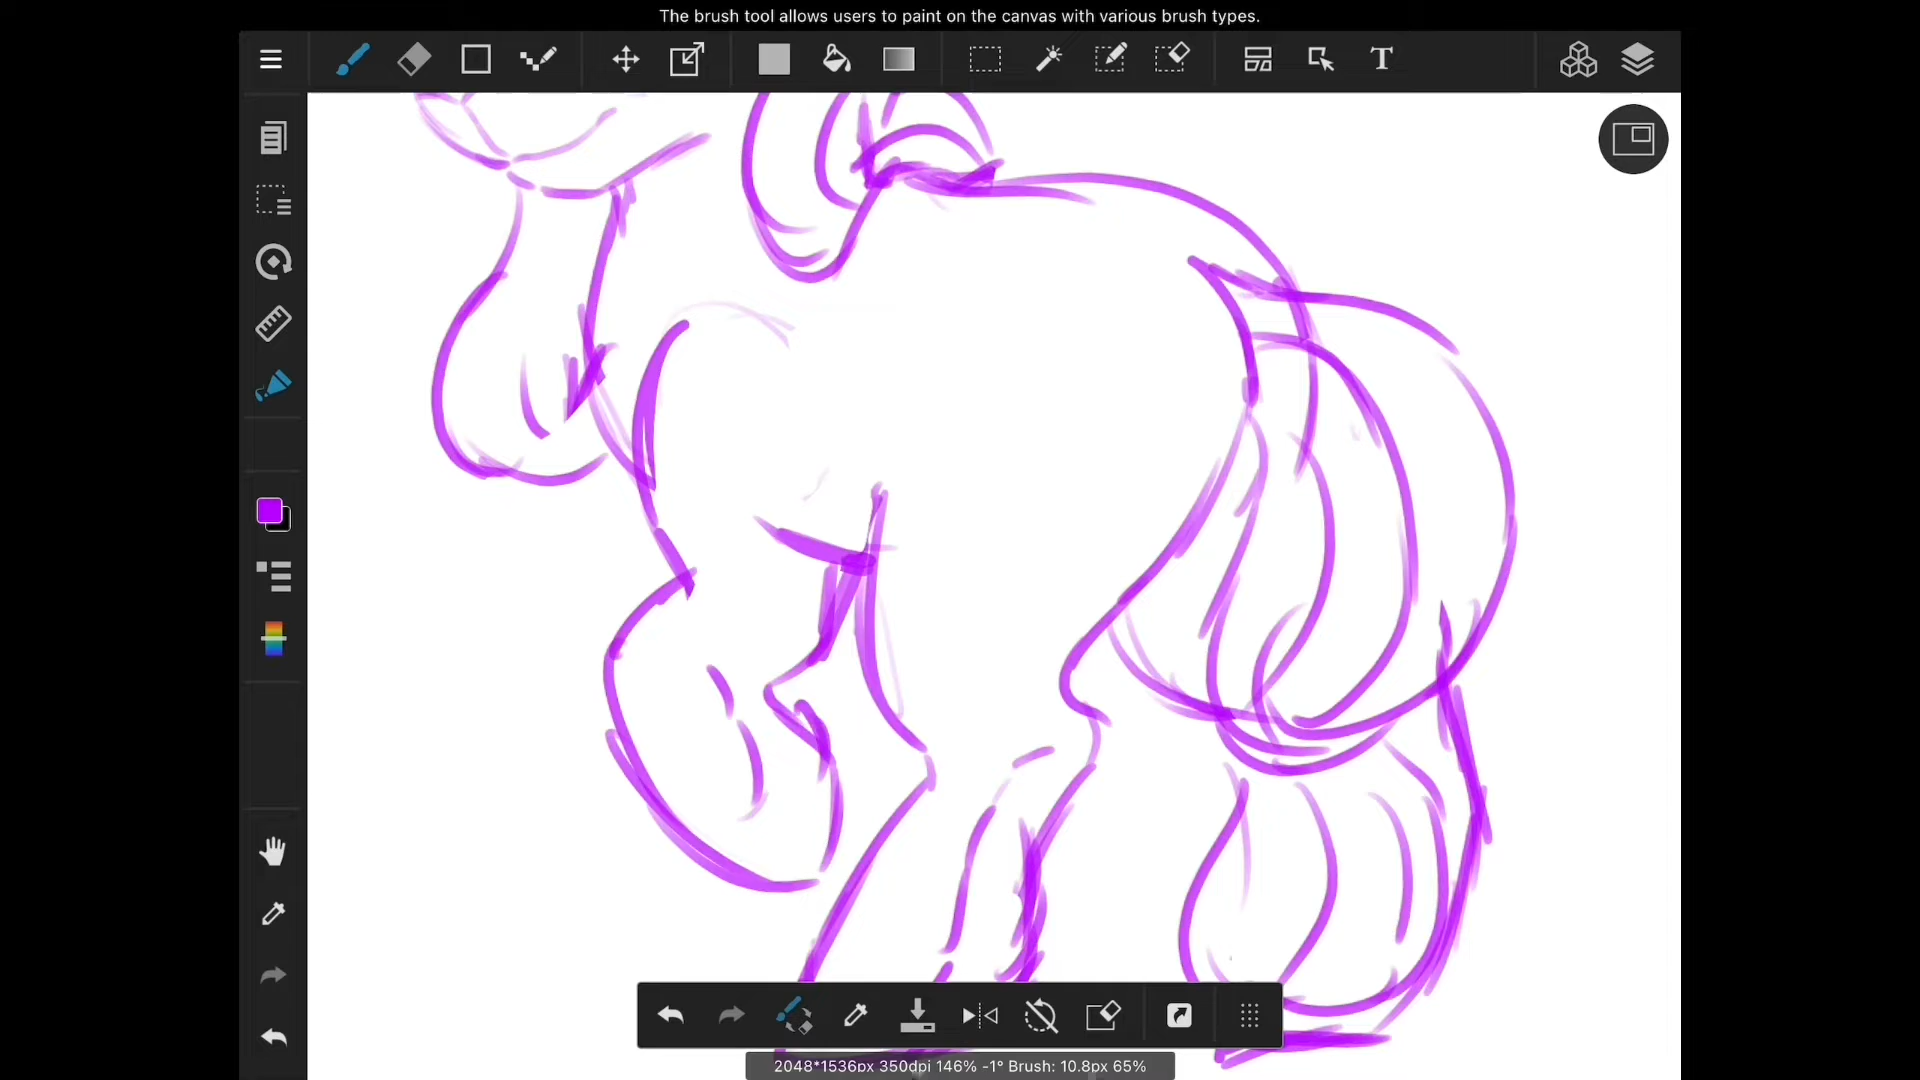 The brush tool allows users to paint on the canvas with various brush types.
T
2048*1536px 350dpi 146% -1° Brush: 10.8px 65%